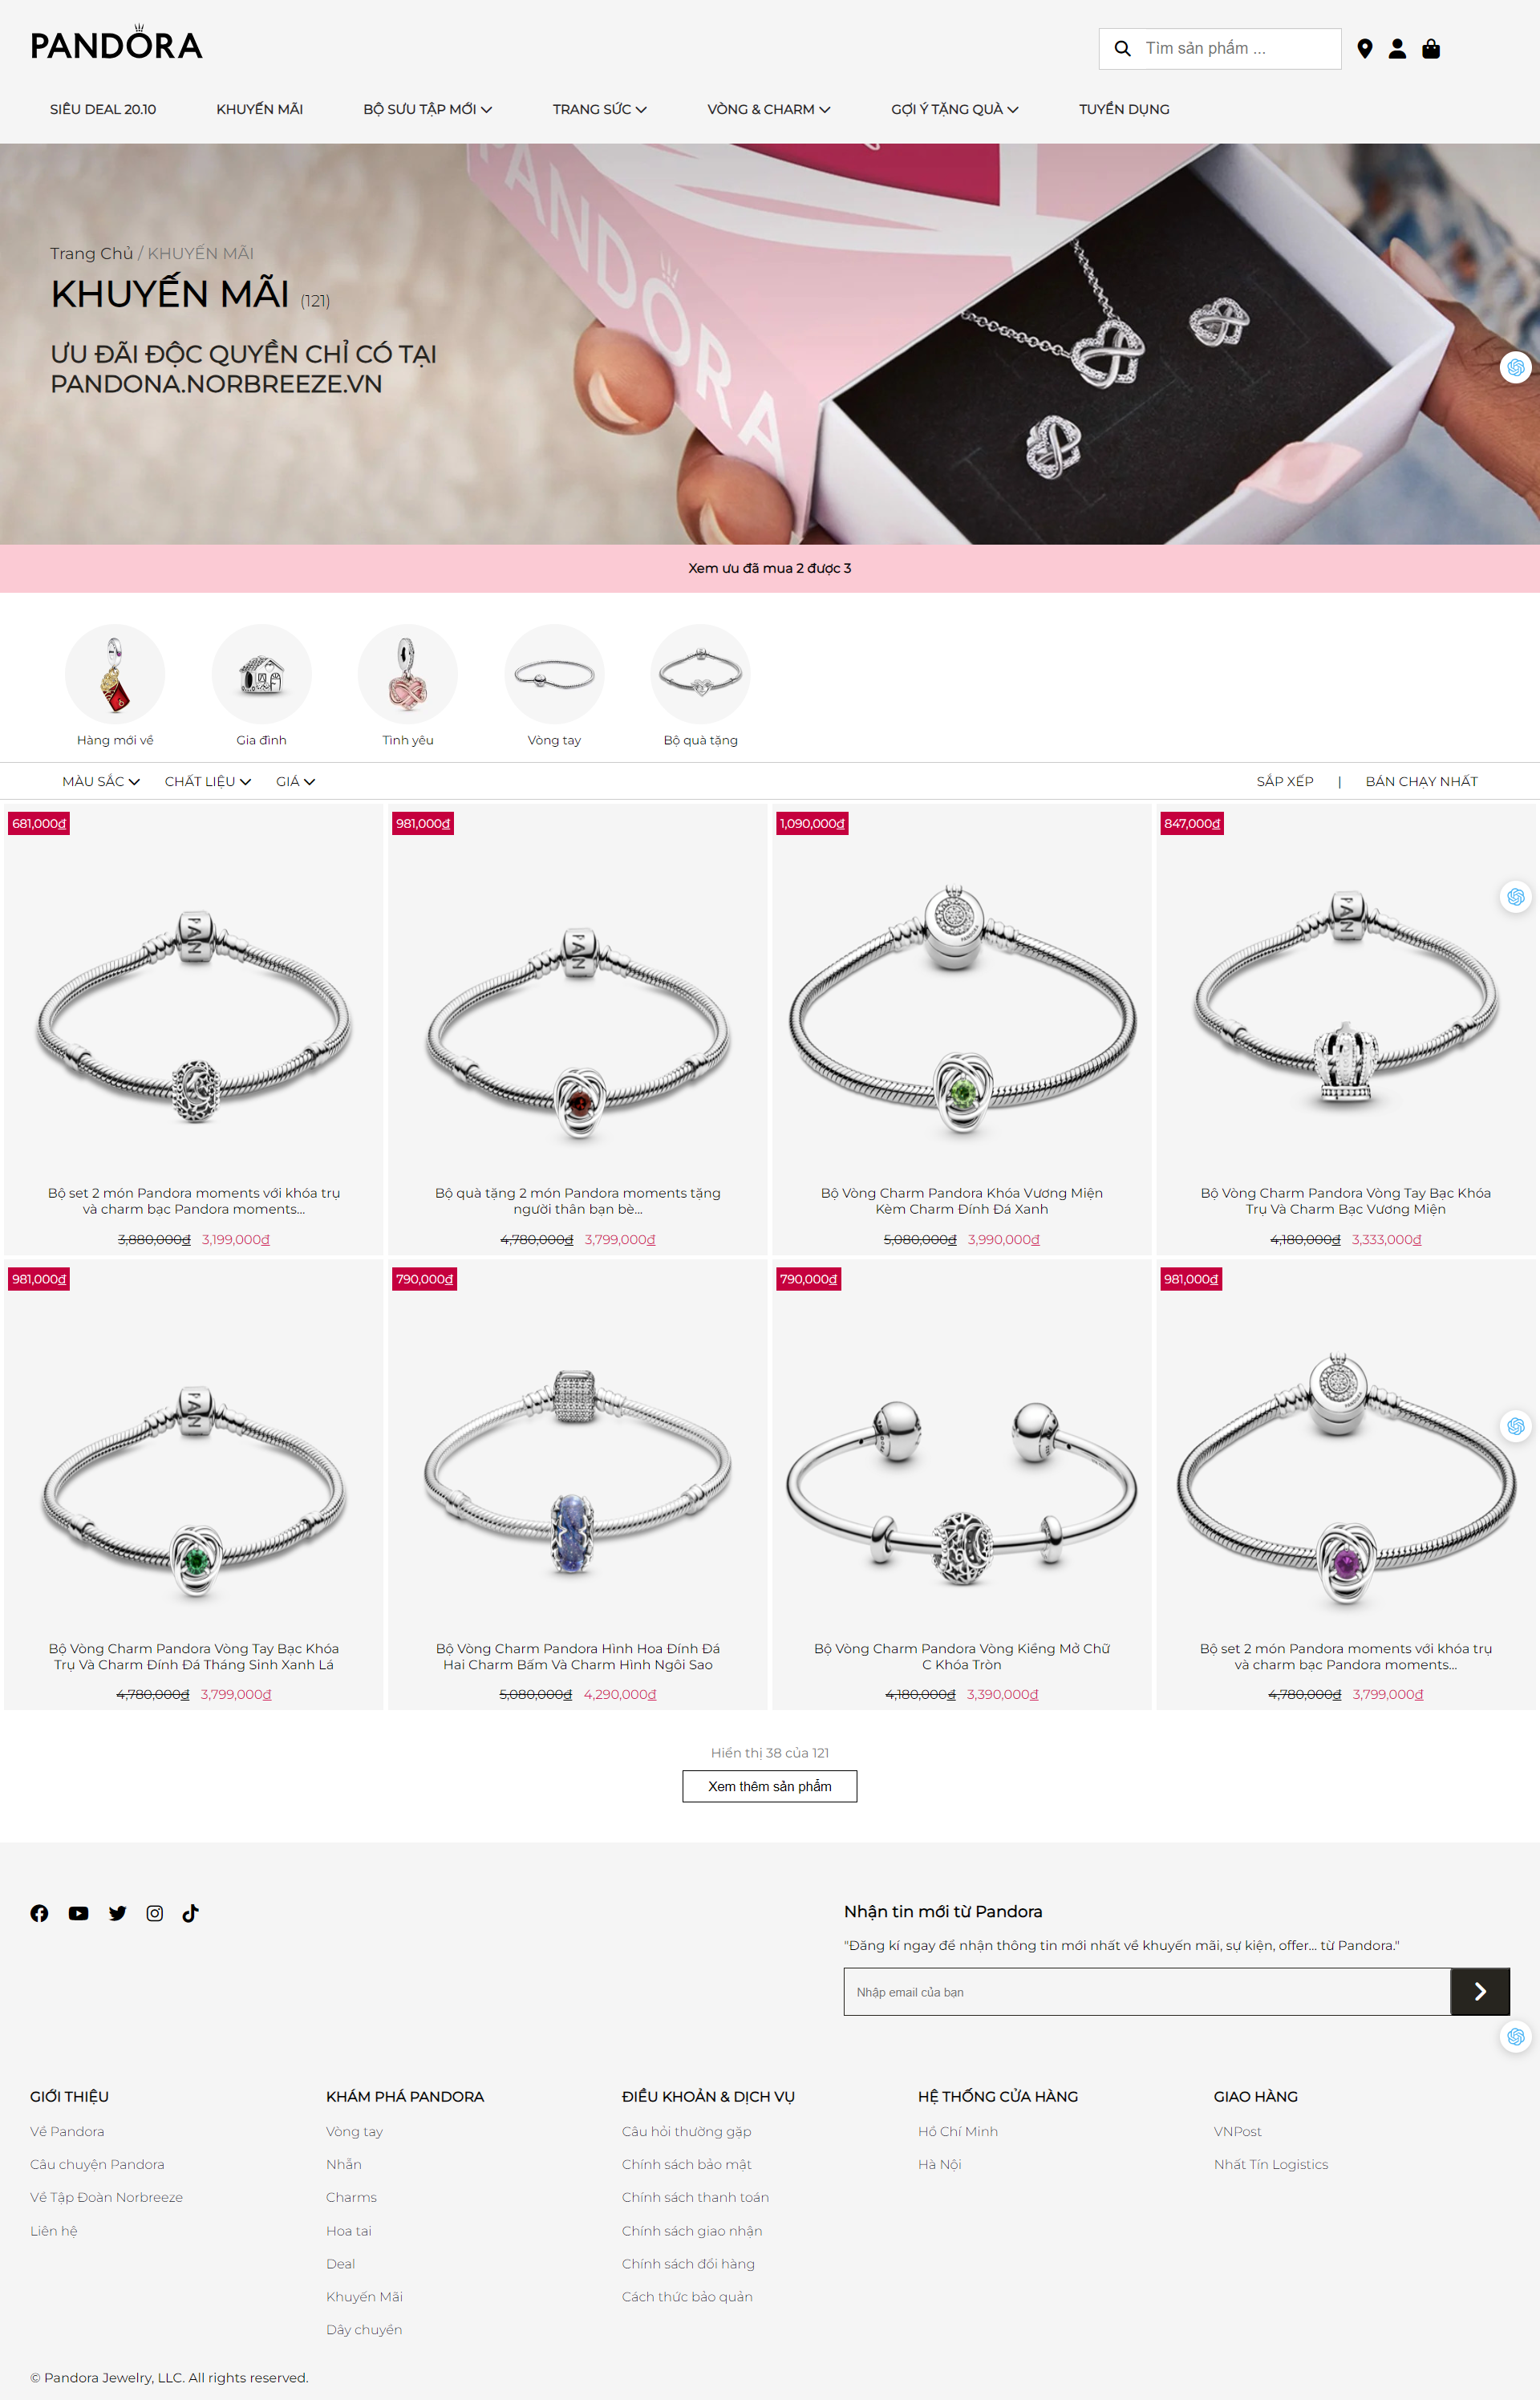 PANDORA
Tìm sản phẩm ...
SIÊU DEAL 20.10
KHUYẾN MÃI
BỘ SƯU TẬP MỚI
TRANG SỨC
VÒNG & CHARM
GỢI Ý TẶNG QUÀ
TUYỂN DỤNG
Trang Chủ / KHUYẾN MÃI
KHUYẾN MÃI (121)
ƯU ĐÃI ĐỘC QUYỀN CHỈ CÓ TẠI
PANDONA.NORBREEZE.VN
PANDORA
Xem ưu đã mua 2 được 3
Hàng mới về
Gia đình
Tình yêu
Vòng tay
Bộ quà tặng
MÀU SẮC
CHẤT LIỆU
GIÁ
SẮP XẾP | BÁN CHẠY NHẤT
681,000₫
981,000₫
1,090,000₫
847,000₫
Bộ set 2 món Pandora moments với khóa trụ
và charm bạc Pandora moments...
3,880,000₫ 3,199,000₫
Bộ quà tặng 2 món Pandora moments tặng
người thân bạn bè...
4,780,000₫ 3,799,000₫
Bộ Vòng Charm Pandora Khóa Vương Miện
Kèm Charm Đính Đá Xanh
5,080,000₫ 3,990,000₫
Bộ Vòng Charm Pandora Vòng Tay Bạc Khóa
Trụ Và Charm Bạc Vương Miện
4,180,000₫ 3,333,000₫
981,000₫
790,000₫
790,000₫
981,000₫
Bộ Vòng Charm Pandora Vòng Tay Bạc Khóa
Trụ Và Charm Đính Đá Tháng Sinh Xanh Lá
4,780,000₫ 3,799,000₫
Bộ Vòng Charm Pandora Hình Hoa Đính Đá
Hai Charm Bấm Và Charm Hình Ngôi Sao
5,080,000₫ 4,290,000₫
Bộ Vòng Charm Pandora Vòng Kiềng Mở Chữ
C Khóa Tròn
4,180,000₫ 3,390,000₫
Bộ set 2 món Pandora moments với khóa trụ
và charm bạc Pandora moments...
4,780,000₫ 3,799,000₫
Hiển thị 38 của 121
Xem thêm sản phẩm
Nhận tin mới từ Pandora
"Đăng kí ngay để nhận thông tin mới nhất về khuyến mãi, sự kiện, offer... từ Pandora."
Nhập email của bạn
GIỚI THIỆU
Về Pandora
Câu chuyện Pandora
Về Tập Đoàn Norbreeze
Liên hệ
KHÁM PHÁ PANDORA
Vòng tay
Nhẫn
Charms
Hoa tai
Deal
Khuyến Mãi
Dây chuyền
ĐIỀU KHOẢN & DỊCH VỤ
Câu hỏi thường gặp
Chính sách bảo mật
Chính sách thanh toán
Chính sách giao nhận
Chính sách đổi hàng
Cách thức bảo quản
HỆ THỐNG CỬA HÀNG
Hồ Chí Minh
Hà Nội
GIAO HÀNG
VNPost
Nhất Tín Logistics
© Pandora Jewelry, LLC. All rights reserved.